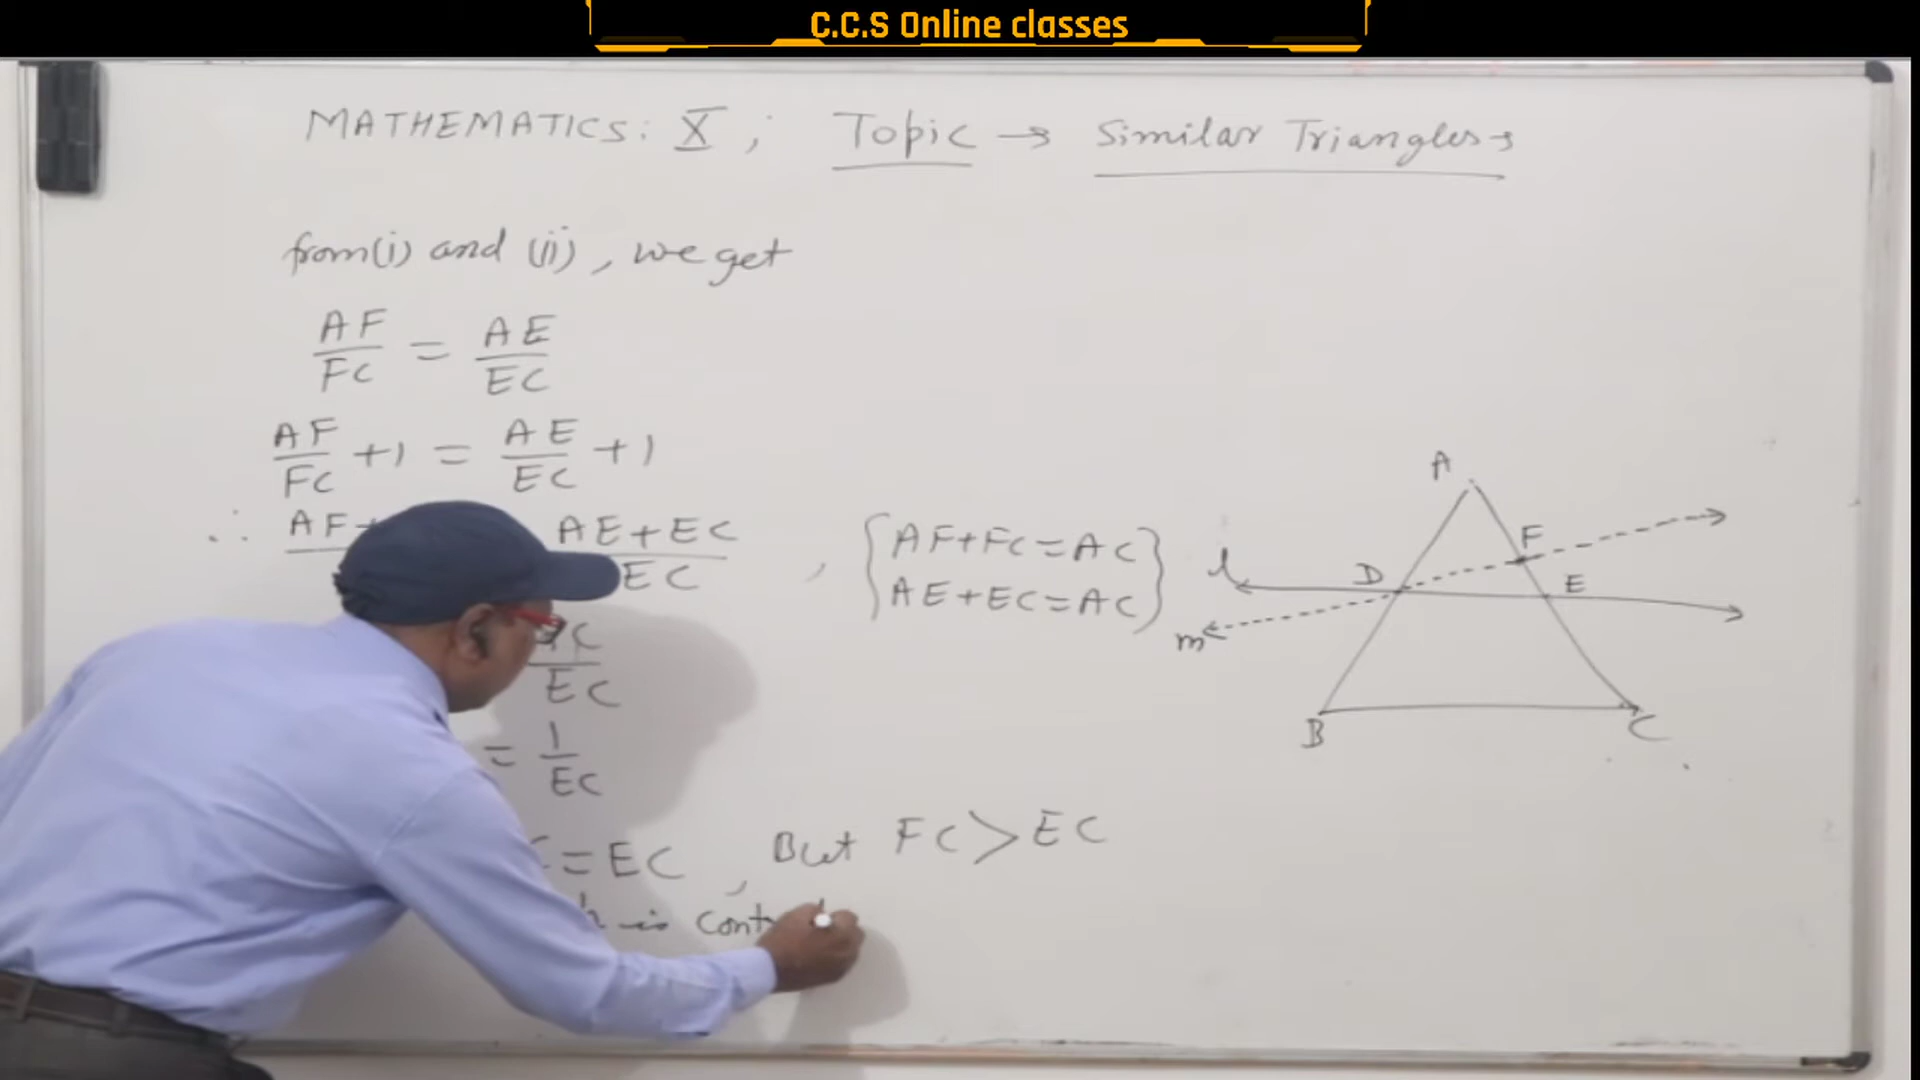 C.C.S Online classes
MATHEMATICS: X ; Topic → Similar Triangles→
from(i) and (ii), we get
AF/FC = AE/EC
AF/FC +1 = AE/EC +1
∴ AF+ AE+EC/EC , {AF+FC=AC
AE+EC=AC}
EC
= 1/EC
=EC , But FC>EC
is
A
F
l D E
m
B C